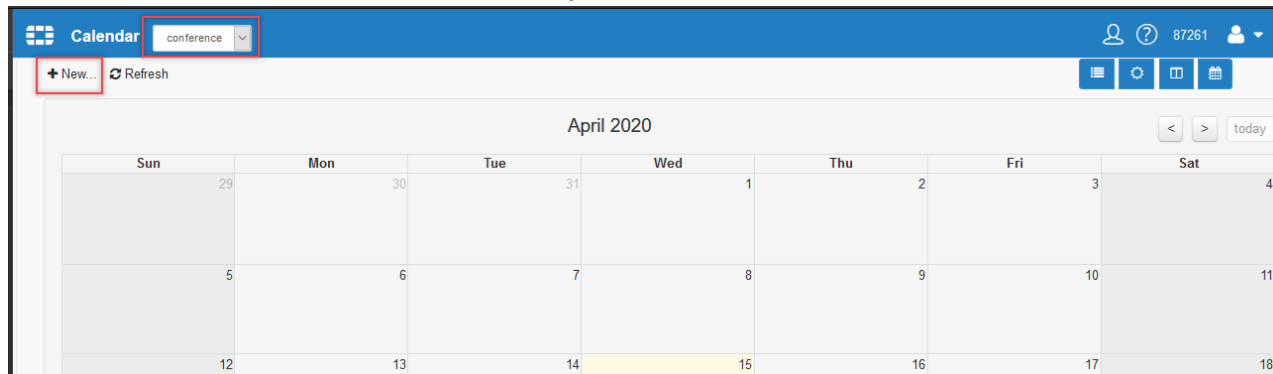 Calendar conference 87261
New... Refresh
April 2020 < > today
Sun Mon Tue Wed Thu Fri Sat
29 30 31 1 2 3 4
5 6 7 8 9 10 11
12 13 14 15 16 17 18